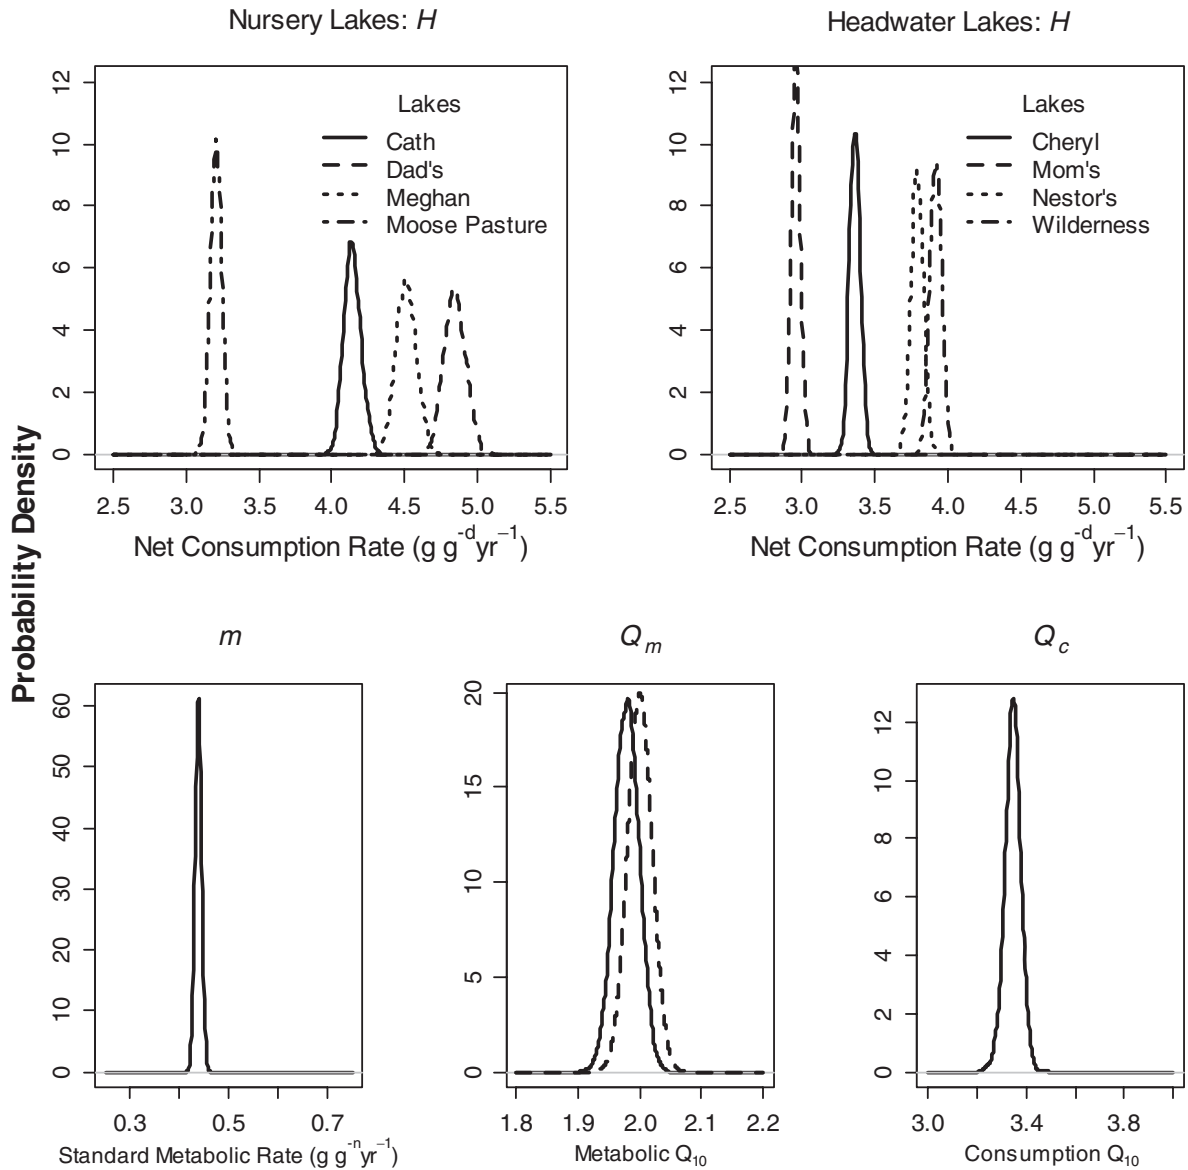 Nursery Lakes: H
Headwater Lakes: H
Probability Density
12
10
8
6
4
2
0
Lakes
Cath
Dad's
Meghan
Moose Pasture
2.5 3.0 3.5 4.0 4.5 5.0 5.5
Net Consumption Rate (g g⁻ᵈyr⁻¹)
12
10
8
6
4
2
0
Lakes
Cheryl
Mom's
Nestor's
Wilderness
2.5 3.0 3.5 4.0 4.5 5.0 5.5
Net Consumption Rate (g g⁻ᵈyr⁻¹)
m
60
50
40
30
20
10
0
0.3 0.5 0.7
Standard Metabolic Rate (g g⁻ⁿyr⁻¹)
Qₘ
20
15
10
5
0
1.8 1.9 2.0 2.1 2.2
Metabolic Q₁₀
Q_c
12
10
8
6
4
2
0
3.0 3.4 3.8
Consumption Q₁₀